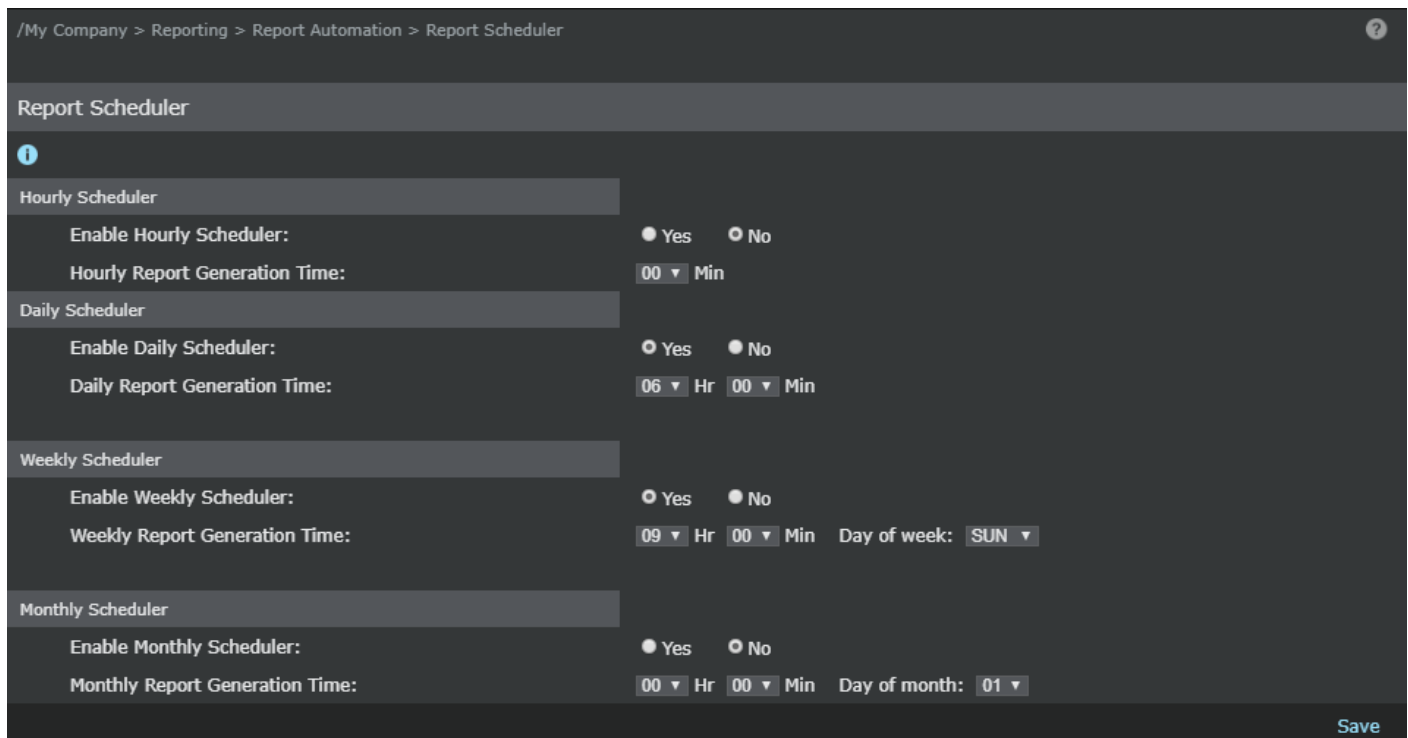 /My Company > Reporting > Report Automation > Report Scheduler
?
Report Scheduler
i
Hourly Scheduler
Enable Hourly Scheduler: Yes No
Hourly Report Generation Time: 00 Min
Daily Scheduler
Enable Daily Scheduler: Yes No
Daily Report Generation Time: 06 Hr 00 Min
Weekly Scheduler
Enable Weekly Scheduler: Yes No
Weekly Report Generation Time: 09 Hr 00 Min Day of week: SUN
Monthly Scheduler
Enable Monthly Scheduler: Yes No
Monthly Report Generation Time: 00 Hr 00 Min Day of month: 01
Save